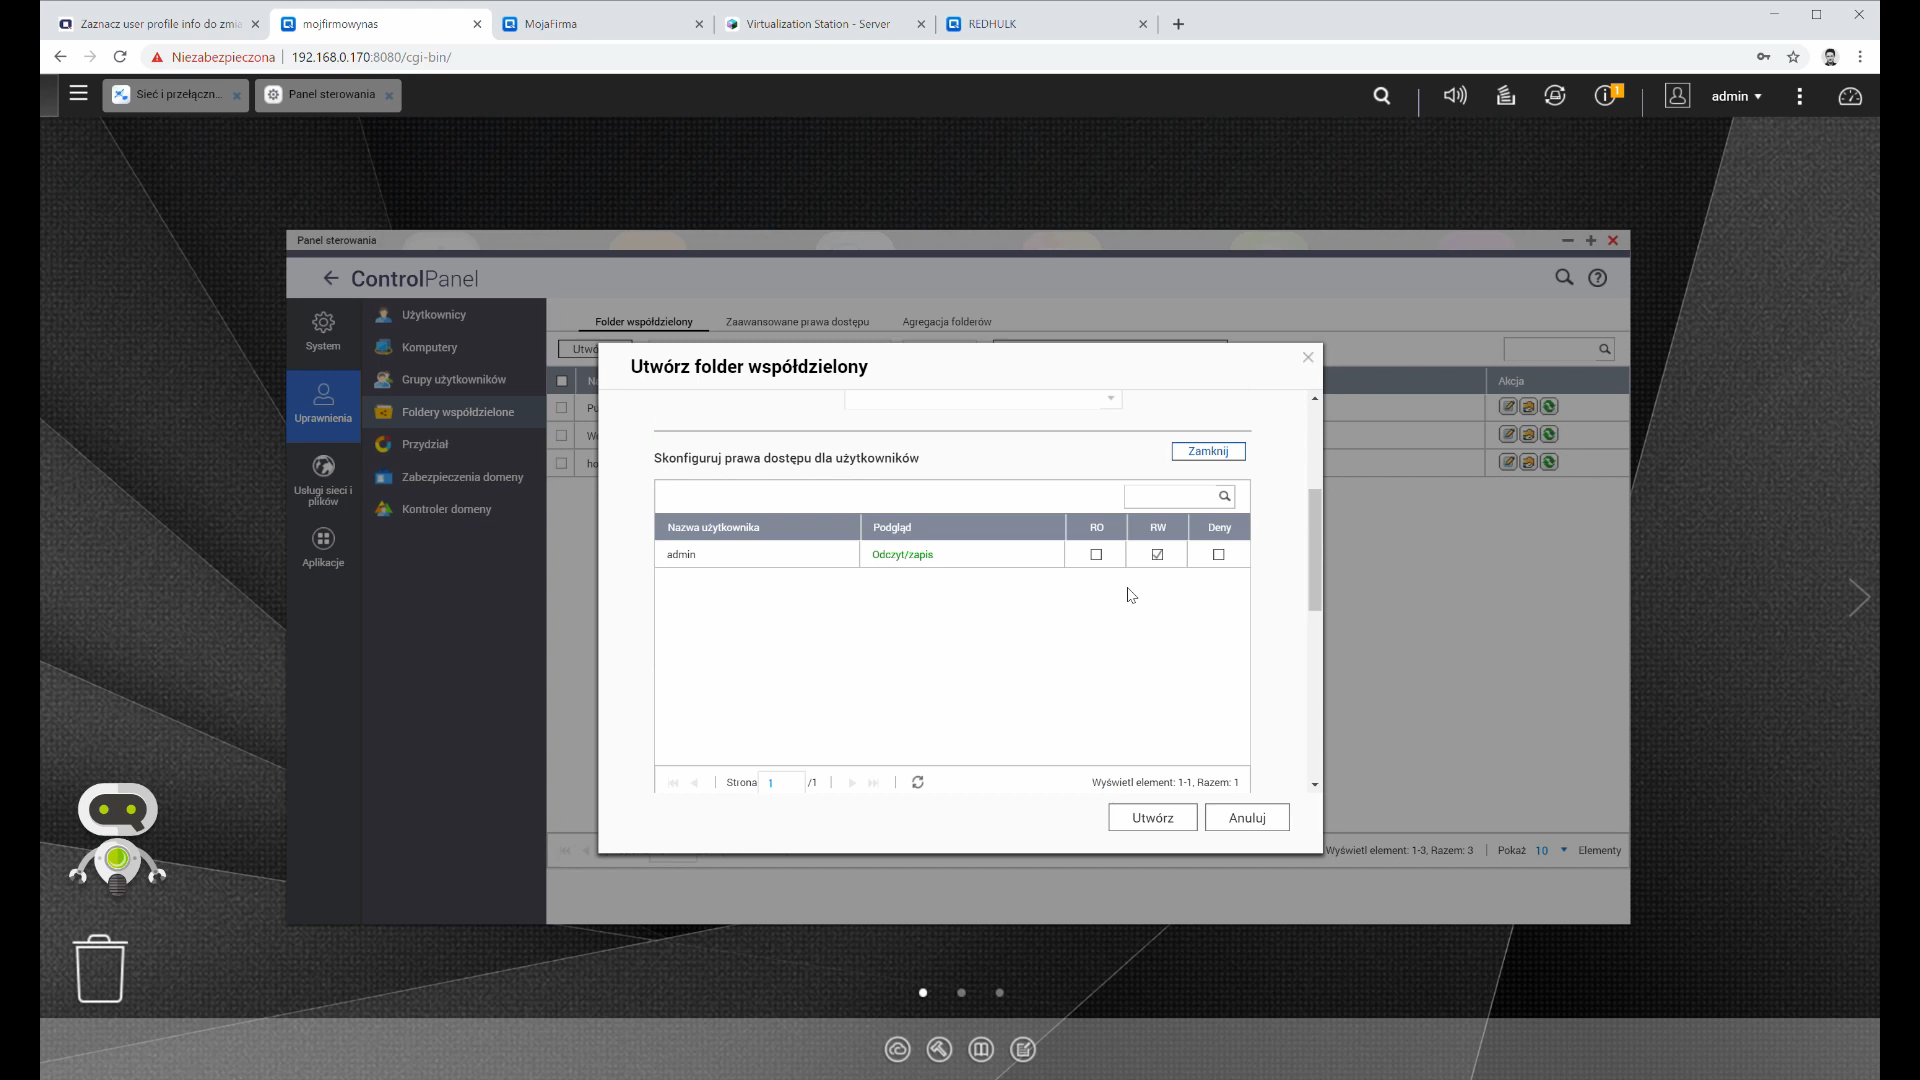 Zaznacz user profile info do zmia
mojfirmowynas
MojaFirma
Virtualization Station - Server
REDHULK
Niezabezpieczona
192.168.0.170:8080/cgi-bin/
Sieć i przełączn...
Panel sterowania
1
admin
Panel sterowania
ControlPanel
System
Uprawnienia
Usługi sieci i
plików
Aplikacje
Użytkownicy
Komputery
Grupy użytkowników
Foldery współdzielone
Przydział
Zabezpieczenia domeny
Kontroler domeny
Folder współdzielony
Zaawansowane prawa dostępu
Agregacja folderów
Akcja
Utwórz folder współdzielony
Skonfiguruj prawa dostępu dla użytkowników
Zamknij
Nazwa użytkownika
Podgląd
RO
RW
Deny
admin
Odczyt/zapis
Strona
1
/1
Wyświetl element: 1-1, Razem: 1
Utwórz
Anuluj
Wyświetl element: 1-3, Razem: 3
Pokaż
10
Elementy